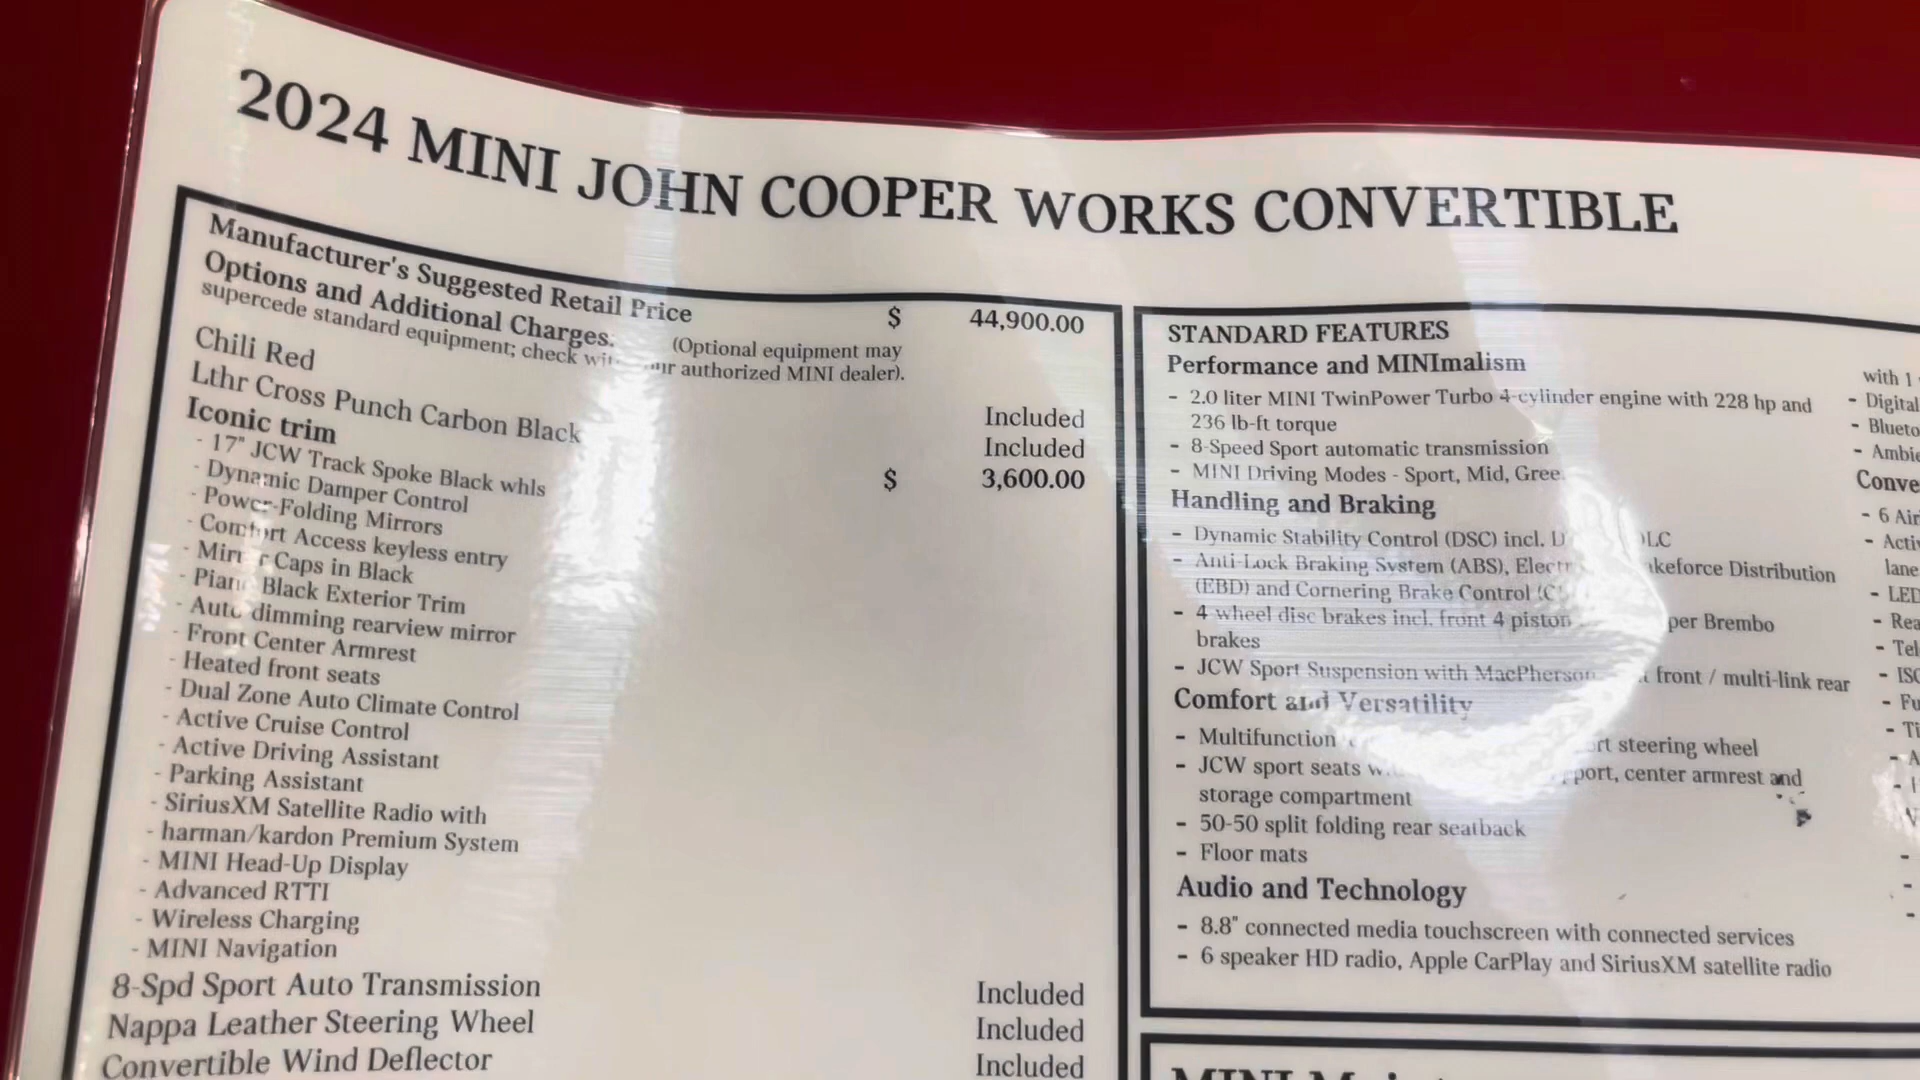 2024 MINI JOHN COOPER WORKS CONVERTIBLE
Manufacturer's Suggested Retail Price $ 44,900.00
Options and Additional Charges. (Optional equipment may
supercede standard equipment; check authorized MINI dealer).
Chili Red Included
Lthr Cross Punch Carbon Black Included
Iconic trim $ 3,600.00
- 17" JCW Track Spoke Black whls
- Dynamic Damper Control
- Power-Folding Mirrors
- Comfort Access keyless entry
- Mirror Caps in Black
- Piano Black Exterior Trim
- Auto dimming rearview mirror
- Front Center Armrest
- Heated front seats
- Dual Zone Auto Climate Control
- Active Cruise Control
- Active Driving Assistant
- Parking Assistant
- SiriusXM Satellite Radio with
- harman/kardon Premium System
- MINI Head-Up Display
- Advanced RTTI
- Wireless Charging
- MINI Navigation
8-Spd Sport Auto Transmission Included
Nappa Leather Steering Wheel Included
Convertible Wind Deflector Included
STANDARD FEATURES
Performance and MINImalism
- 2.0 liter MINI TwinPower Turbo 4-cylinder engine with 228 hp and
236 lb-ft torque
- 8-Speed Sport automatic transmission
- MINI Driving Modes - Sport, Mid,
Handling and Braking
- Dynamic Stability Control (DSC) incl.
- Anti-Lock Braking System (ABS), Distribution
(EBD) and Cornering Brake Control
- 4 wheel disc brakes incl. front 4 piston Brembo
brakes
- JCW Sport Suspension with MacPherson front / multi-link rear
Comfort and Versatility
- Multifunction steering wheel
- JCW sport seats center armrest and
storage compartment
- 50-50 split folding rear seatback
- Floor mats
Audio and Technology
- 8.8" connected media touchscreen with connected services
- 6 speaker HD radio, Apple CarPlay and SiriusXM satellite radio
with 1
- Digital
- 6 Air
- LED
MINI